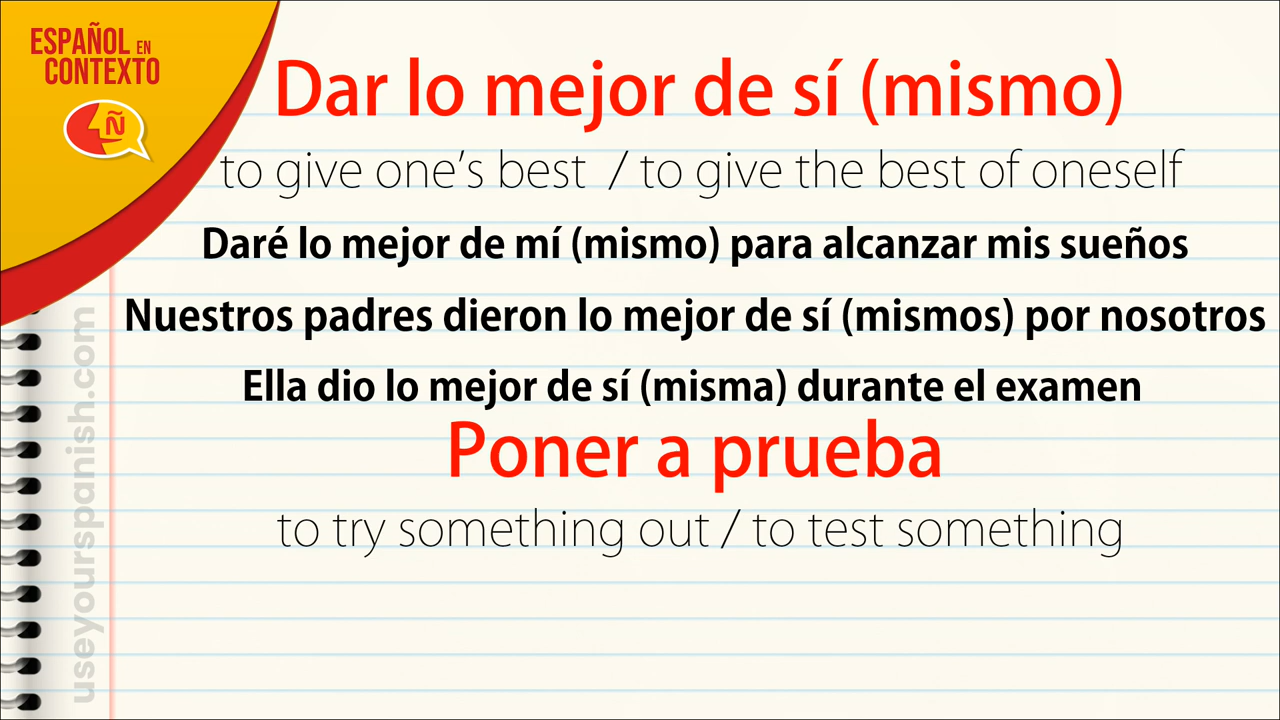 ESPAÑOL EN
CONTEXTO
Ñ
Dar lo mejor de sí (mismo)
to give one’s best / to give the best of oneself
Daré lo mejor de mí (mismo) para alcanzar mis sueños
Nuestros padres dieron lo mejor de sí (mismos) por nosotros
Ella dio lo mejor de sí (misma) durante el examen
Poner a prueba
to try something out / to test something
useyourspanish.com